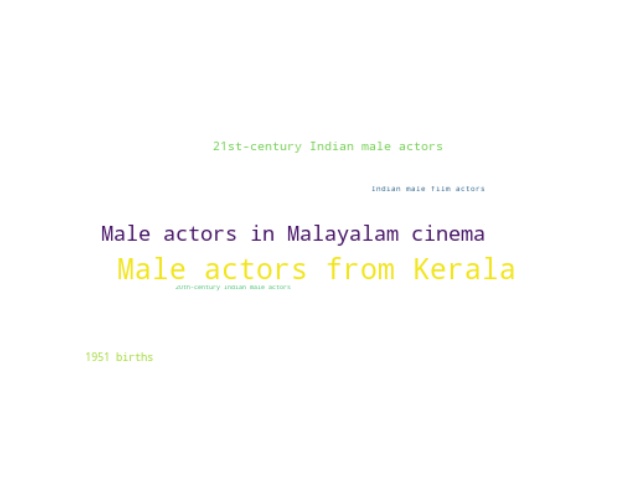 21st-century Indian male actors
Indian male film actors
Male actors in Malayalam cinema
Male actors from Kerala
20th-century Indian male actors
1951 births